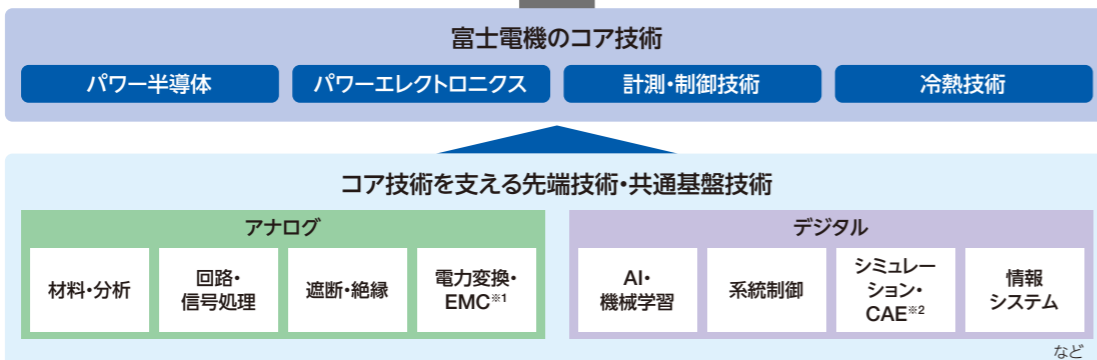 富士電機のコア技術
パワー半導体
パワーエレクトロニクス
計測・制御技術
冷熱技術
コア技術を支える先端技術・共通基盤技術
アナログ
材料・分析
回路・
信号処理
遮断・絶縁
電力変換・
EMC※1
デジタル
AI・
機械学習
系統制御
シミュレー
ション・
CAE※2
情報
システム
など